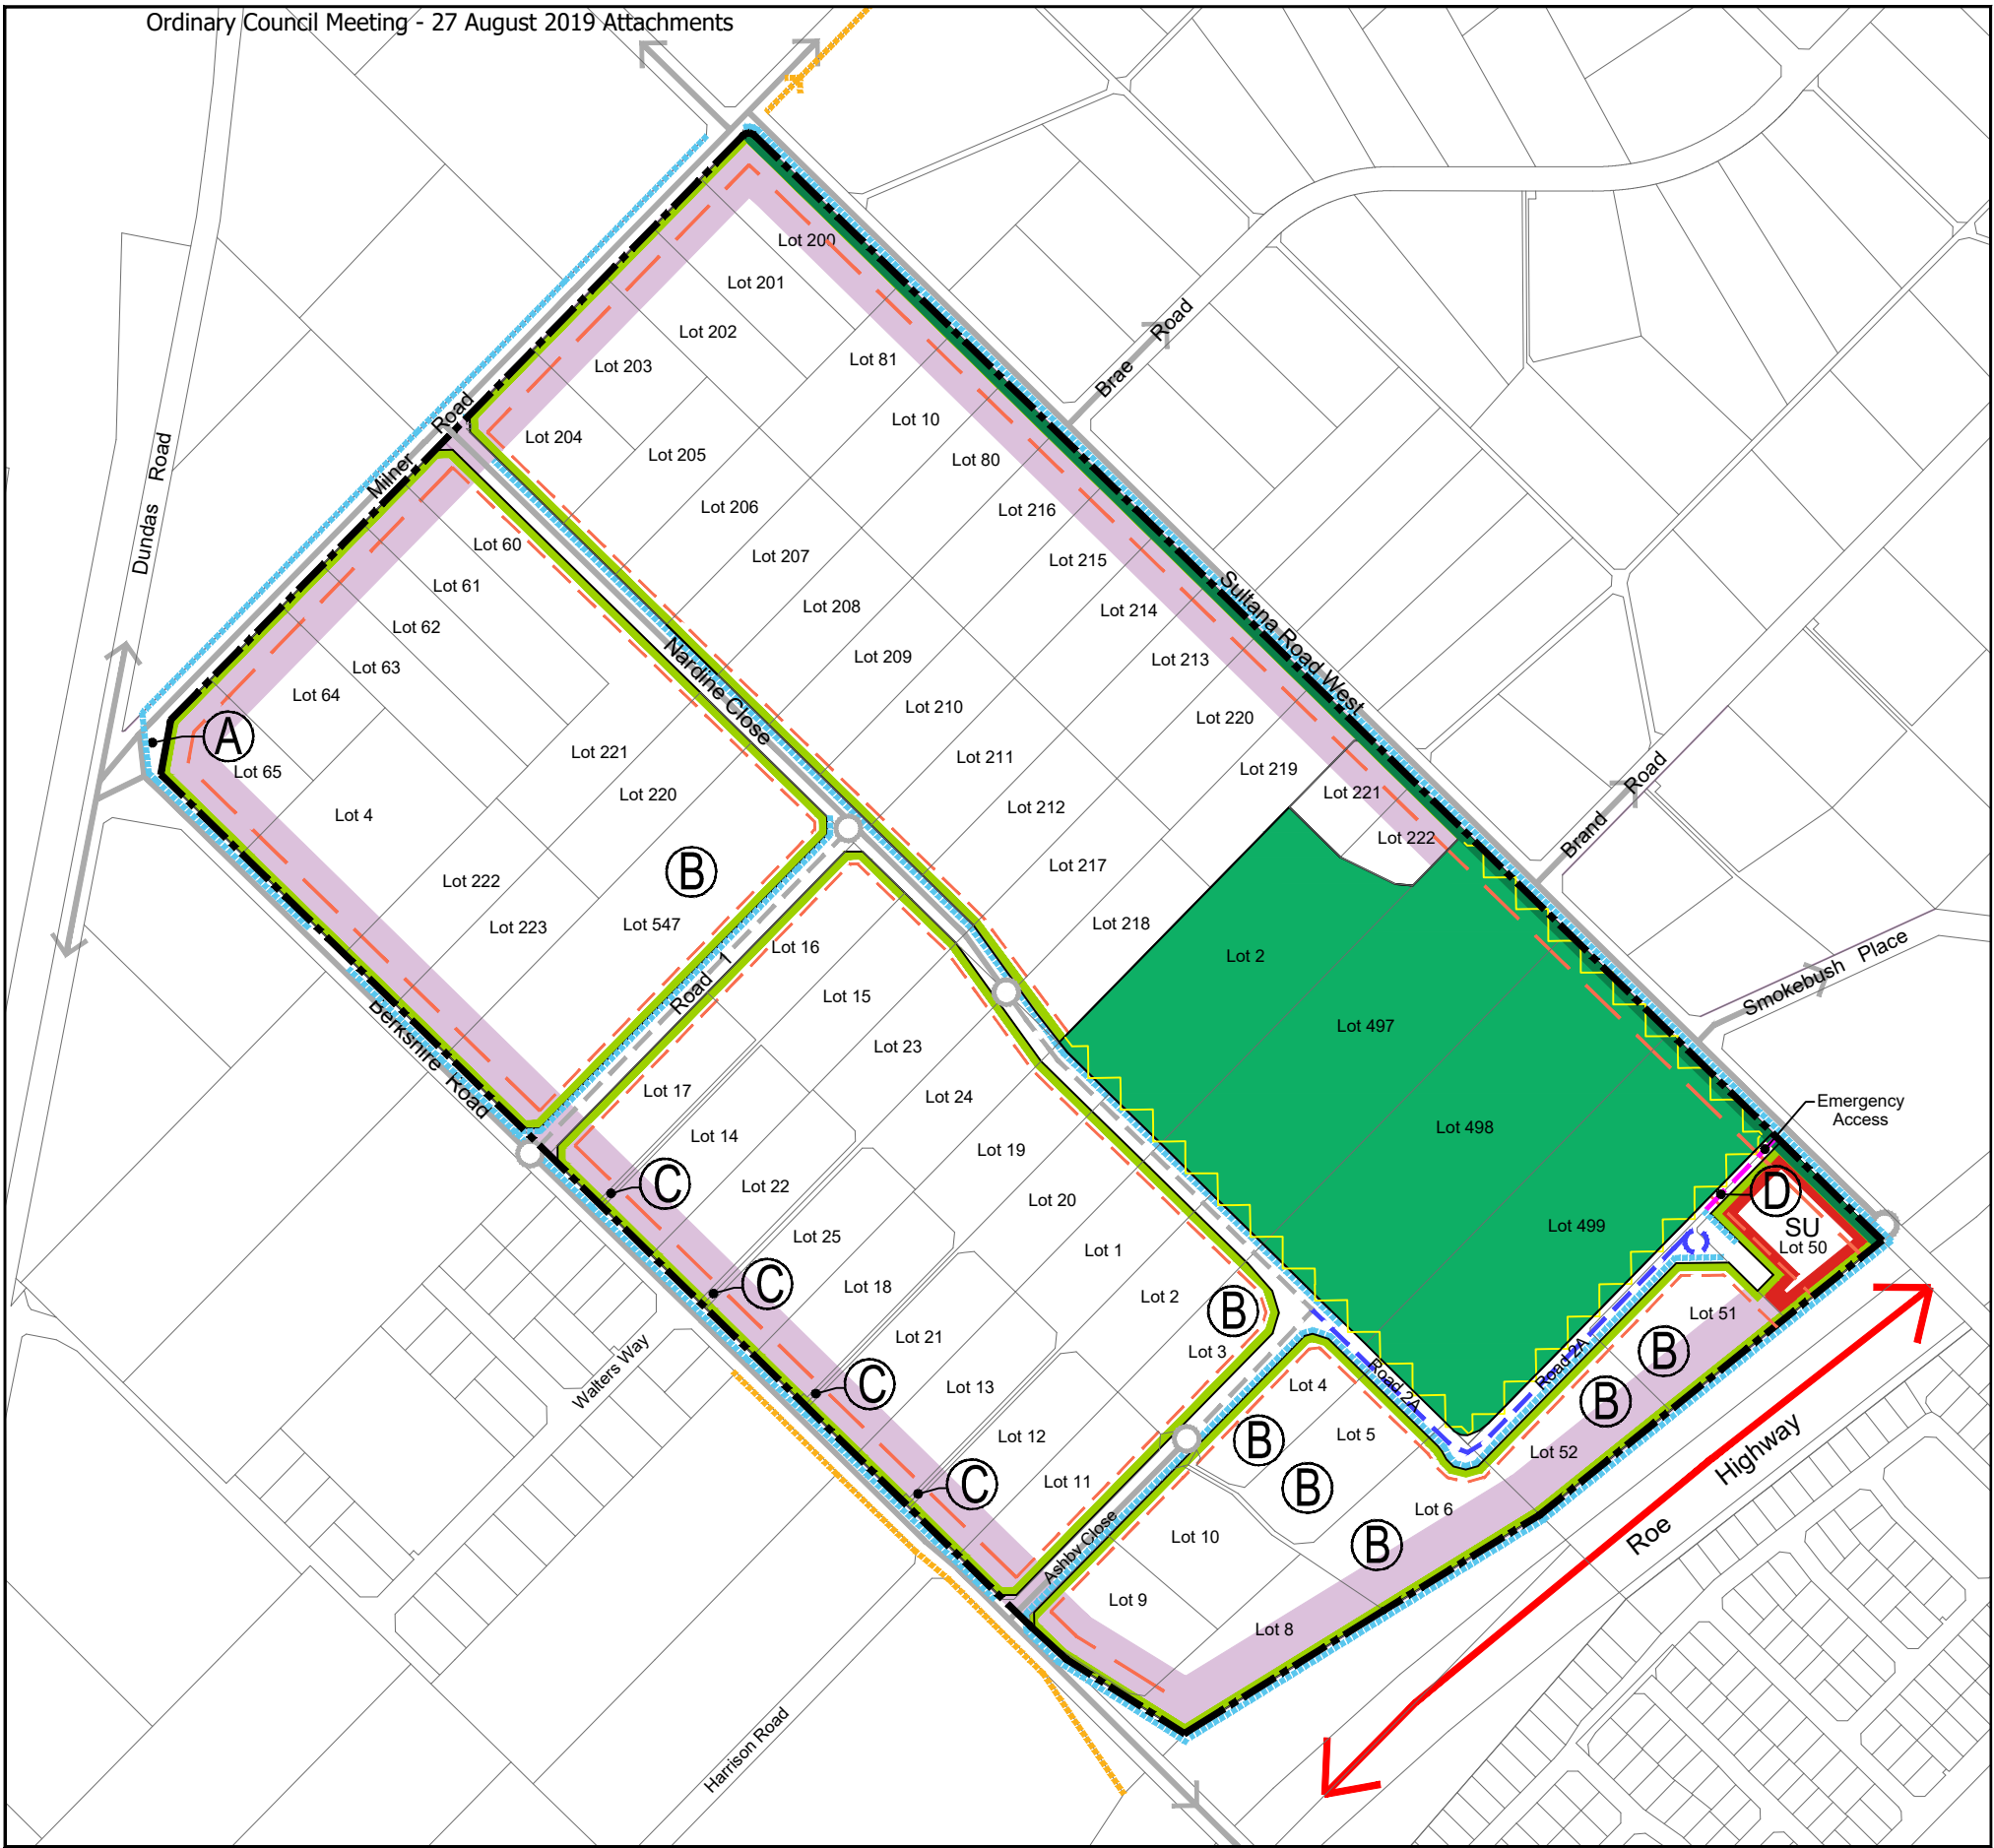 Ordinary Council Meeting - 27 August 2019 Attachments
Lot 200
Lot 201
Lot 202
Lot 203
Lot 204
Lot 81
Lot 10
Lot 205
Lot 80
Lot 206
Lot 216
Lot 207
Lot 215
Lot 208
Lot 214
Lot 209
Lot 213
Lot 210
Lot 220
Lot 211
Lot 219
Lot 212
Lot 221
Lot 217
Lot 222
Lot 218
Brae Road
Milner Road
Dundas Road
Sultana Road West
Nardine Close
Lot 60
Lot 61
Lot 62
Lot 63
Lot 64
A
Lot 65
Lot 4
Lot 221
Lot 220
B
Lot 222
Lot 223
Lot 547
Brand Road
Smokebush Place
Lot 2
Lot 497
Lot 498
Lot 499
Emergency
Access
D
SU
Lot 50
Road 1
Berkshire Road
Lot 16
Lot 15
Lot 23
Lot 24
Lot 17
Lot 14
Lot 19
C
Lot 22
Lot 20
Lot 25
Lot 1
C
Lot 18
Lot 2
B
Lot 21
Lot 3
C
Lot 13
Lot 12
C
Lot 11
Lot 4
B
Lot 5
B
Road 2A
Road 2A
Lot 51
B
B
Lot 52
Lot 6
B
Lot 10
Lot 9
Lot 8
Ashby Close
Walters Way
Harrison Road
Roe Highway